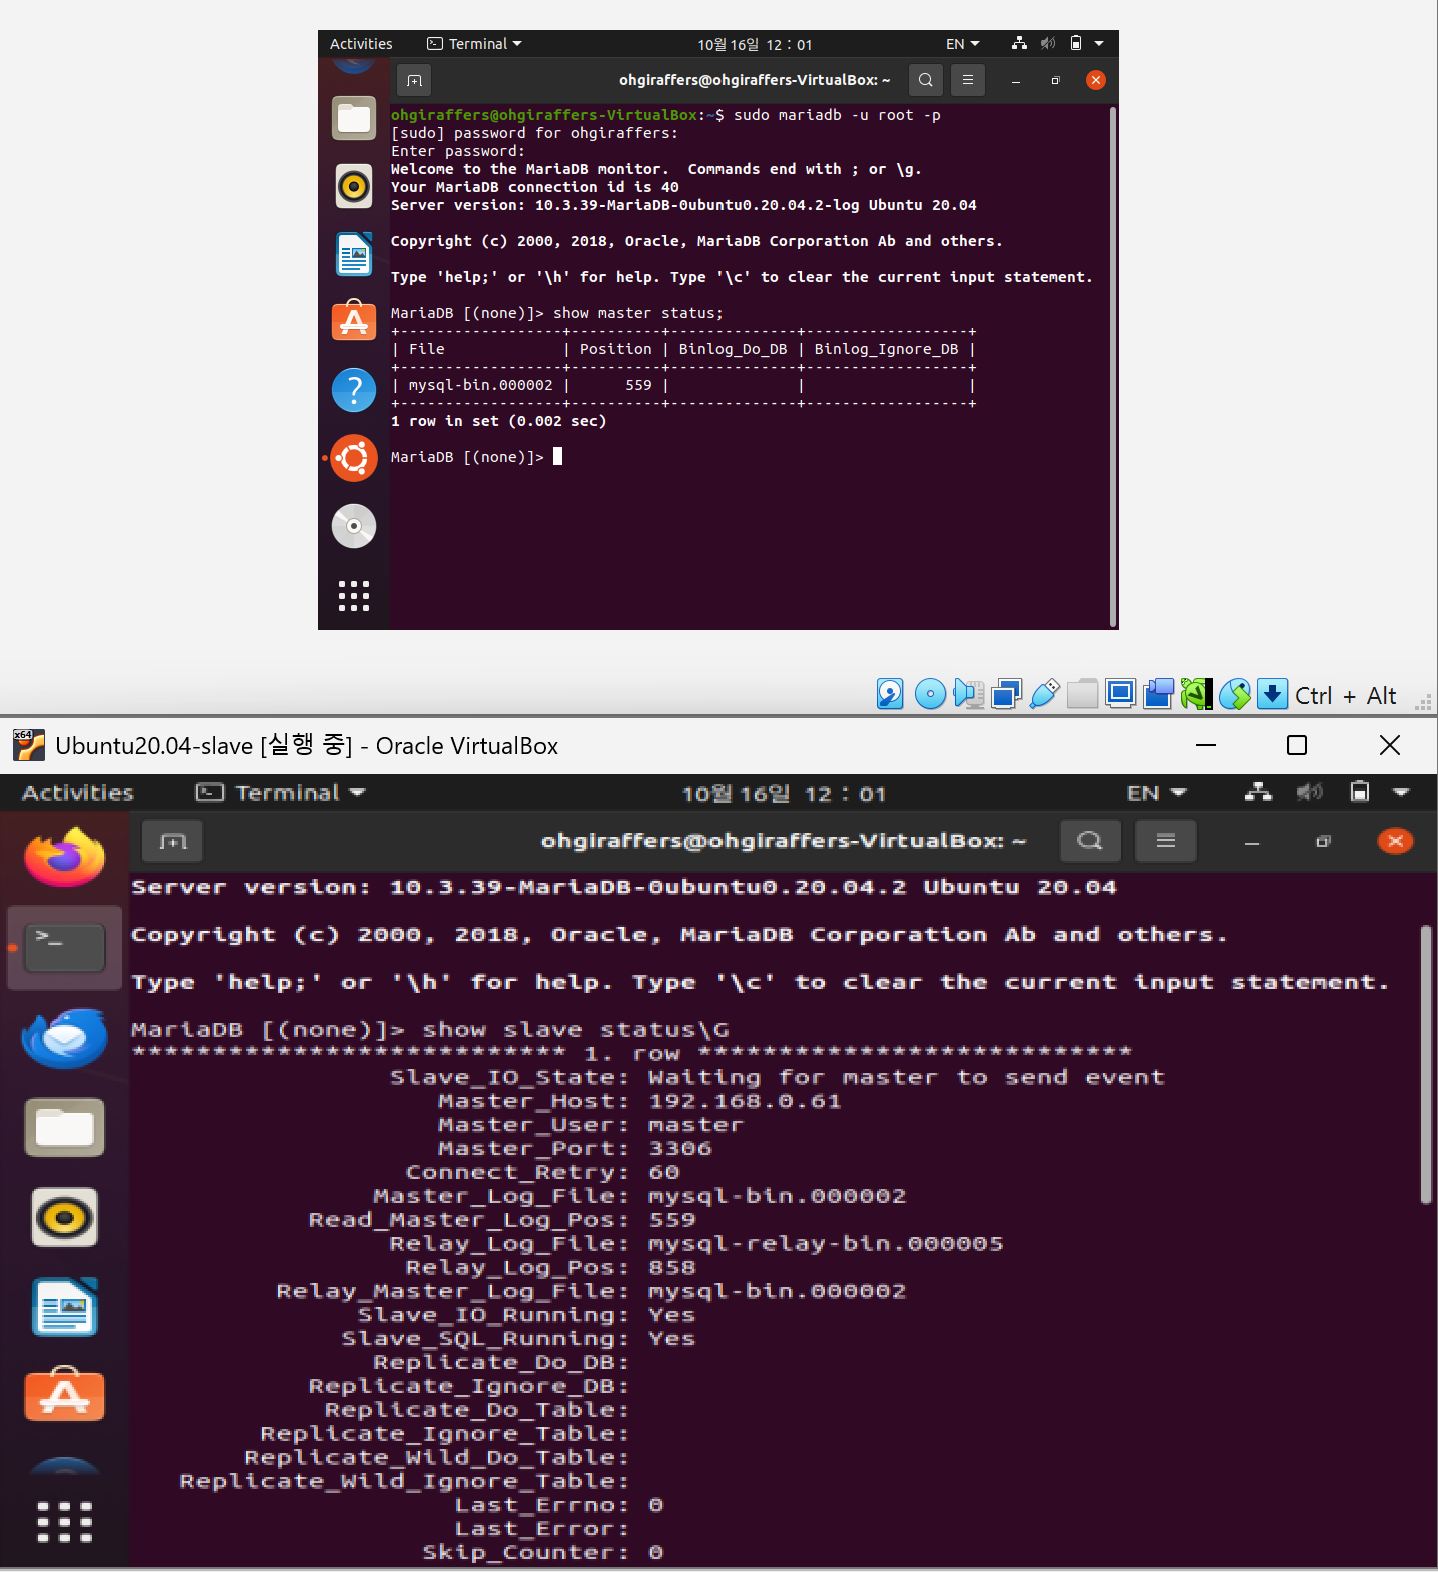 Activities Terminal 10월 16일 12 : 01 EN
ohgiraffers@ohgiraffers-VirtualBox: ~
ohgiraffers@ohgiraffers-VirtualBox:~$ sudo mariadb -u root -p
[sudo] password for ohgiraffers:
Enter password:
Welcome to the MariaDB monitor.  Commands end with ; or \g.
Your MariaDB connection id is 40
Server version: 10.3.39-MariaDB-0ubuntu0.20.04.2-log Ubuntu 20.04
Copyright (c) 2000, 2018, Oracle, MariaDB Corporation Ab and others.
Type 'help;' or '\h' for help. Type '\c' to clear the current input statement.
MariaDB [(none)]> show master status;
+------------------+----------+--------------+------------------+
| File             | Position | Binlog_Do_DB | Binlog_Ignore_DB |
+------------------+----------+--------------+------------------+
| mysql-bin.000002 |      559 |              |                  |
+------------------+----------+--------------+------------------+
1 row in set (0.002 sec)
MariaDB [(none)]>
Ctrl + Alt
x64 Ubuntu20.04-slave [실행 중] - Oracle VirtualBox
Activities Terminal 10월 16일 12 : 01 EN
ohgiraffers@ohgiraffers-VirtualBox: ~
Server version: 10.3.39-MariaDB-0ubuntu0.20.04.2 Ubuntu 20.04
Copyright (c) 2000, 2018, Oracle, MariaDB Corporation Ab and others.
Type 'help;' or '\h' for help. Type '\c' to clear the current input statement.
MariaDB [(none)]> show slave status\G
*************************** 1. row ***************************
Slave_IO_State: Waiting for master to send event
Master_Host: 192.168.0.61
Master_User: master
Master_Port: 3306
Connect_Retry: 60
Master_Log_File: mysql-bin.000002
Read_Master_Log_Pos: 559
Relay_Log_File: mysql-relay-bin.000005
Relay_Log_Pos: 858
Relay_Master_Log_File: mysql-bin.000002
Slave_IO_Running: Yes
Slave_SQL_Running: Yes
Replicate_Do_DB:
Replicate_Ignore_DB:
Replicate_Do_Table:
Replicate_Ignore_Table:
Replicate_Wild_Do_Table:
Replicate_Wild_Ignore_Table:
Last_Errno: 0
Last_Error:
Skip_Counter: 0